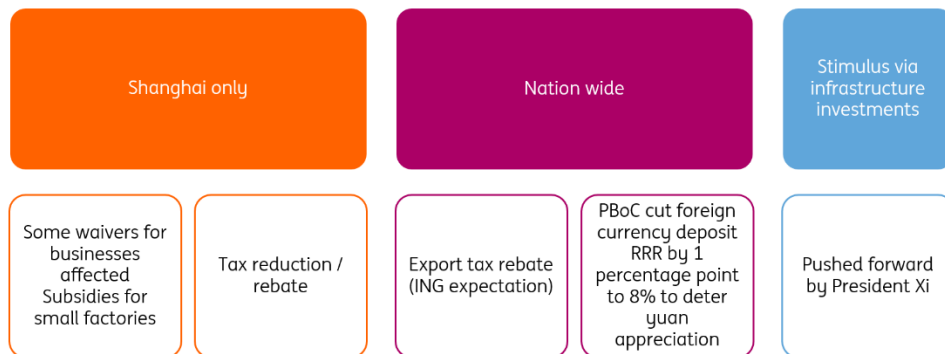 Shanghai only
Nation wide
Stimulus via
infrastructure
investments
Some waivers for
businesses
affected
Subsidies for
small factories
Tax reduction /
rebate
Export tax rebate
(ING expectation)
PBoC cut foreign
currency deposit
RRR by 1
percentage point
to 8% to deter
yuan
appreciation
Pushed forward
by President Xi